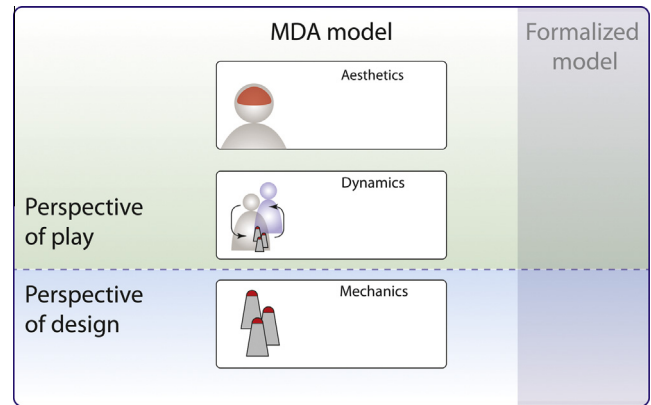 MDA model
Formalized
model
Aesthetics
Dynamics
Perspective
of play
Mechanics
Perspective
of design